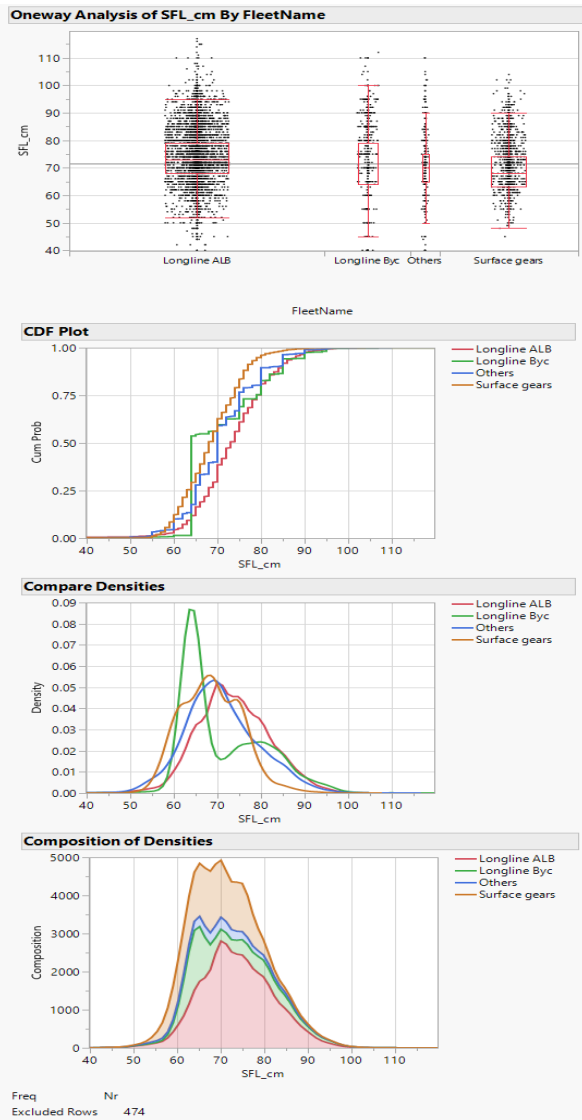 Oneway Analysis of SFL_cm By FleetName
110
100
90
80
70
60
50
40
SFL_cm
Longline ALB Longline Byc Others Surface gears
FleetName
CDF Plot
1.00
0.75
0.50
0.25
0.00
Cum Prob
40 50 60 70 80 90 100 110
SFL_cm
Longline ALB
Longline Byc
Others
Surface gears
Compare Densities
0.09
0.08
0.07
0.06
0.05
0.04
0.03
0.02
0.01
0.00
Density
40 50 60 70 80 90 100 110
SFL_cm
Longline ALB
Longline Byc
Others
Surface gears
Composition of Densities
5000
4000
3000
2000
1000
0
Composition
40 50 60 70 80 90 100 110
SFL_cm
Longline ALB
Longline Byc
Others
Surface gears
Freq Nr
Excluded Rows 474